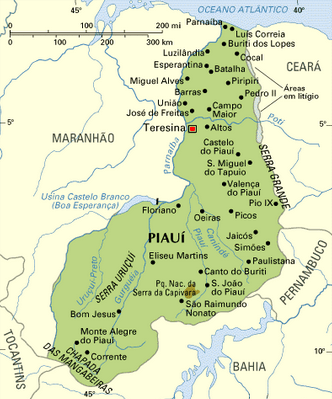 OCEANO ATLÂNTICO
0 100 200 mi
0 100 200 300 km
45°
Parnaíba
Luís Correia
Buriti dos Lopes
Luzilândia
Cocal
CEARÁ
Esperantina
Batalha
Miguel Alves
Piripiri
Áreas
em litígio
Barras
Pedro II
União
Campo
Maior
José de Freitas
5°
5°
Poti
Teresina
Altos
MARANHÃO
Parnaíba
Castelo
do Piauí
S. Miguel
do Tapuio
SERRA GRANDE
Valença
do Piauí
Usina Castelo Branco
(Boa Esperança)
Pio IX
Floriano
Oeiras
Picos
PIAUÍ
Piauí
Canindé
Jaicós
Simões
Eliseu Martins
Paulistana
Uruçuí-Preto
SERRA URUÇUÍ
Gurguéia
Canto do Buriti
PERNAMBUCO
Pq. Nac. da
Serra da Capivara
S. João
do Piauí
São Raimundo
Nonato
Bom Jesus
Monte Alegre
do Piauí
Corrente
CHAPADA
DAS MANGABEIRAS
TOCANTINS
BAHIA
45°